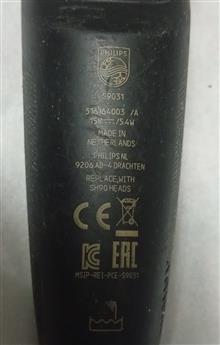 PHILIPS
S9031
516164003 /A
15V⎓/5.4W
MADE IN
NETHERLANDS
PHILIPS NL
9206 AD-4 DRACHTEN
REPLACE, WITH
SH90 HEADS
CE
EAC
MSIP-REI-PCE-S9031